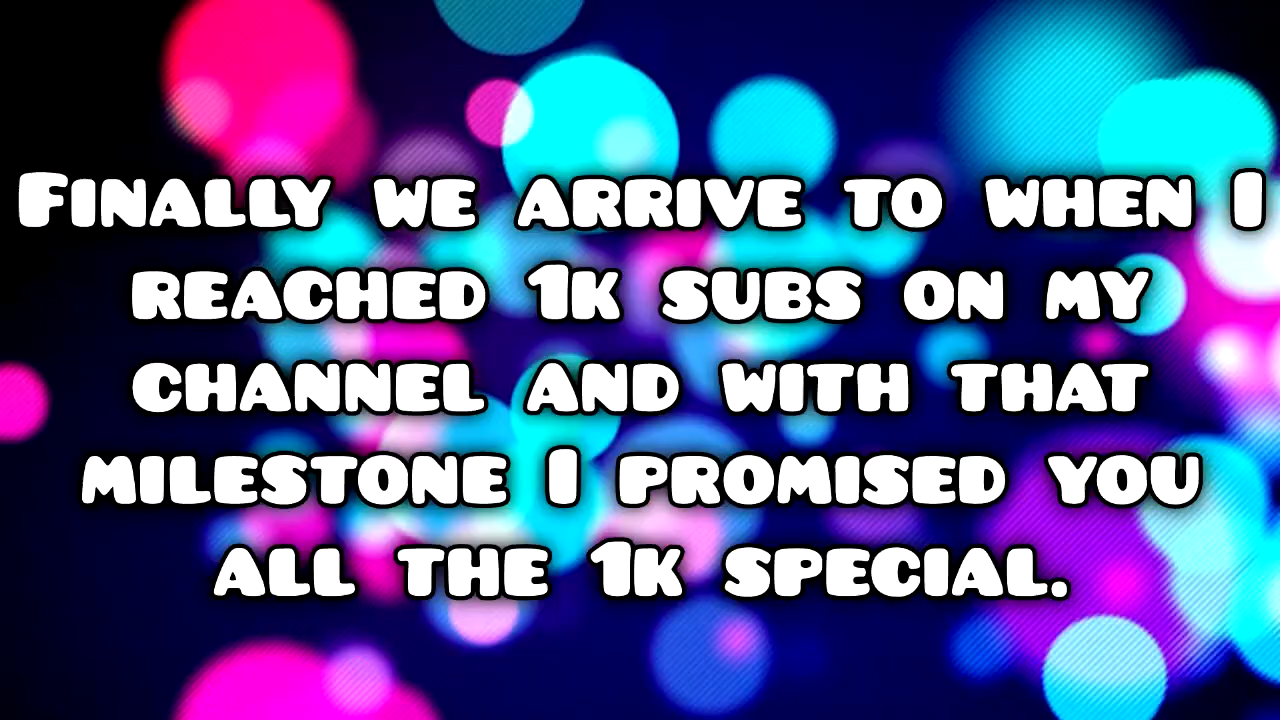 Finally we arrive to when I
reached 1k subs on my
channel and with that
milestone I promised you
all the 1k special.